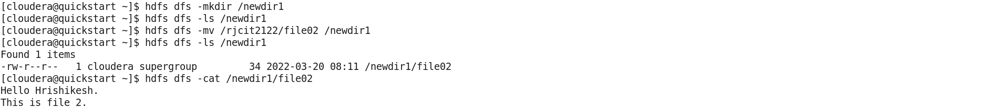 [cloudera@quickstart ~]$ hdfs dfs -mkdir /newdir1
[cloudera@quickstart ~]$ hdfs dfs -ls /newdir1
[cloudera@quickstart ~]$ hdfs dfs -mv /rjcit2122/file02 /newdir1
[cloudera@quickstart ~]$ hdfs dfs -ls /newdir1
Found 1 items
-rw-r--r--   1 cloudera supergroup         34 2022-03-20 08:11 /newdir1/file02
[cloudera@quickstart ~]$ hdfs dfs -cat /newdir1/file02
Hello Hrishikesh.
This is file 2.